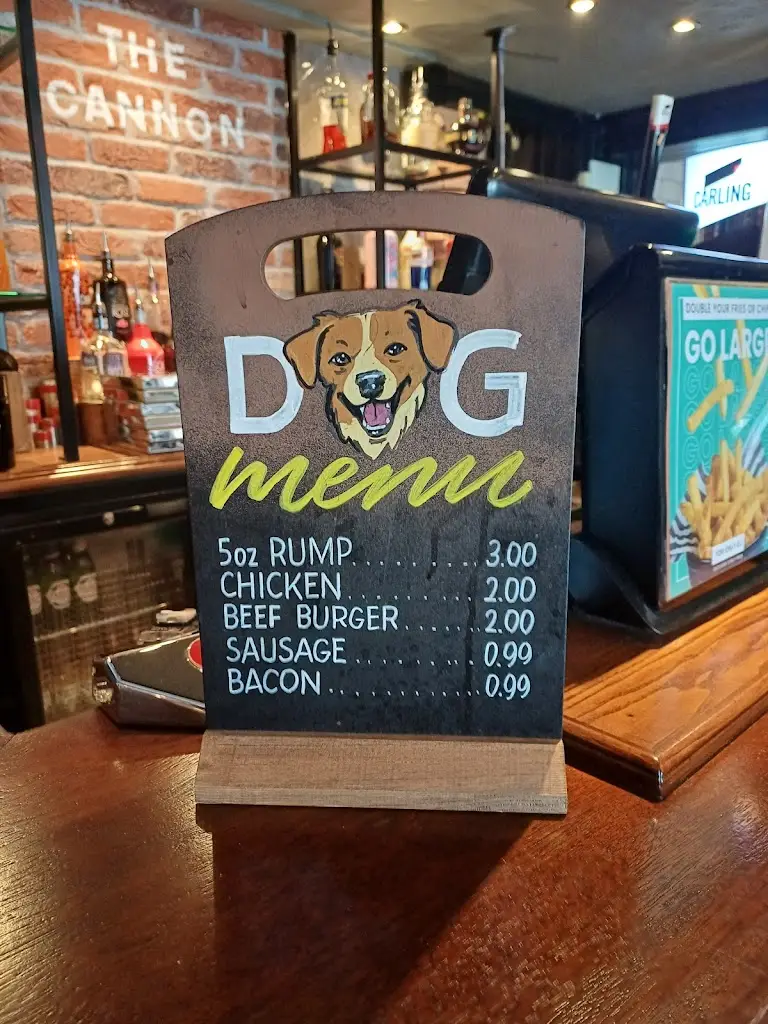 THE
CANNON
CARLING
DOUBLE YOUR FRIES OR
GO LARG
D G
menu
5oz RUMP.........3.00
CHICKEN.........2.00
BEEF BURGER......2.00
SAUSAGE.........0.99
BACON...........0.99